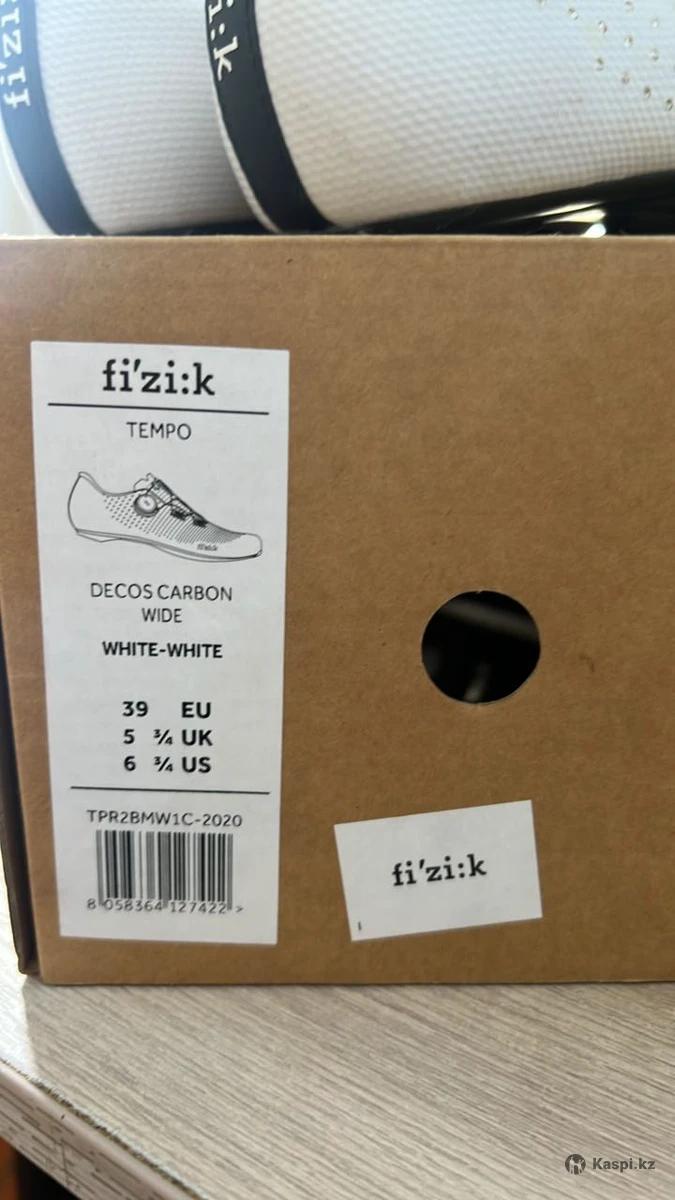 fi'zi:
i:k
fi'zi:k
TEMPO
fi'zi:k
DECOS CARBON
WIDE
WHITE-WHITE
39 EU
5 ¾ UK
6 ¾ US
TPR2BMW1C-2020
8 058364 127422 >
fi'zi:k
Kaspi.kz